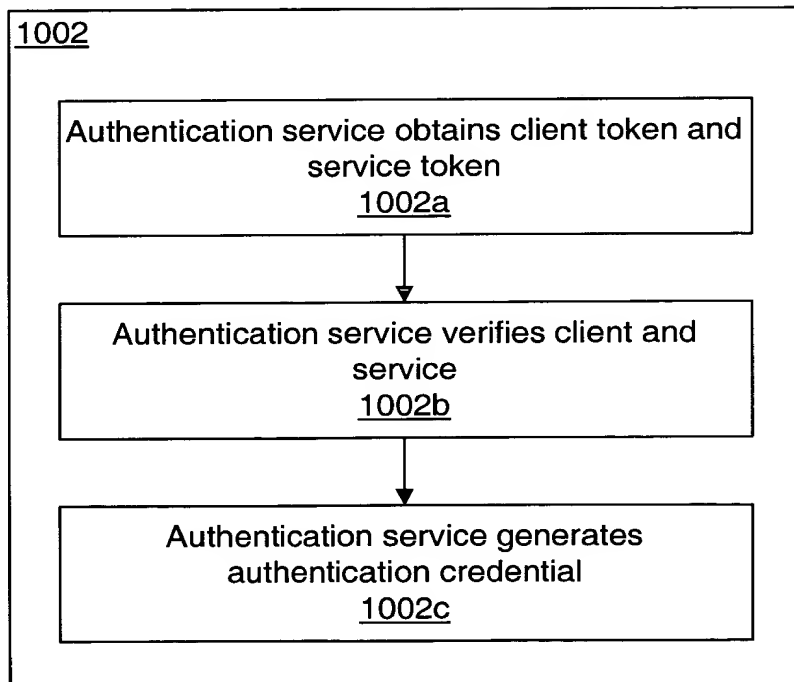 1002
Authentication service obtains client token and
service token
1002a
Authentication service verifies client and
service
1002b
Authentication service generates
authentication credential
1002c